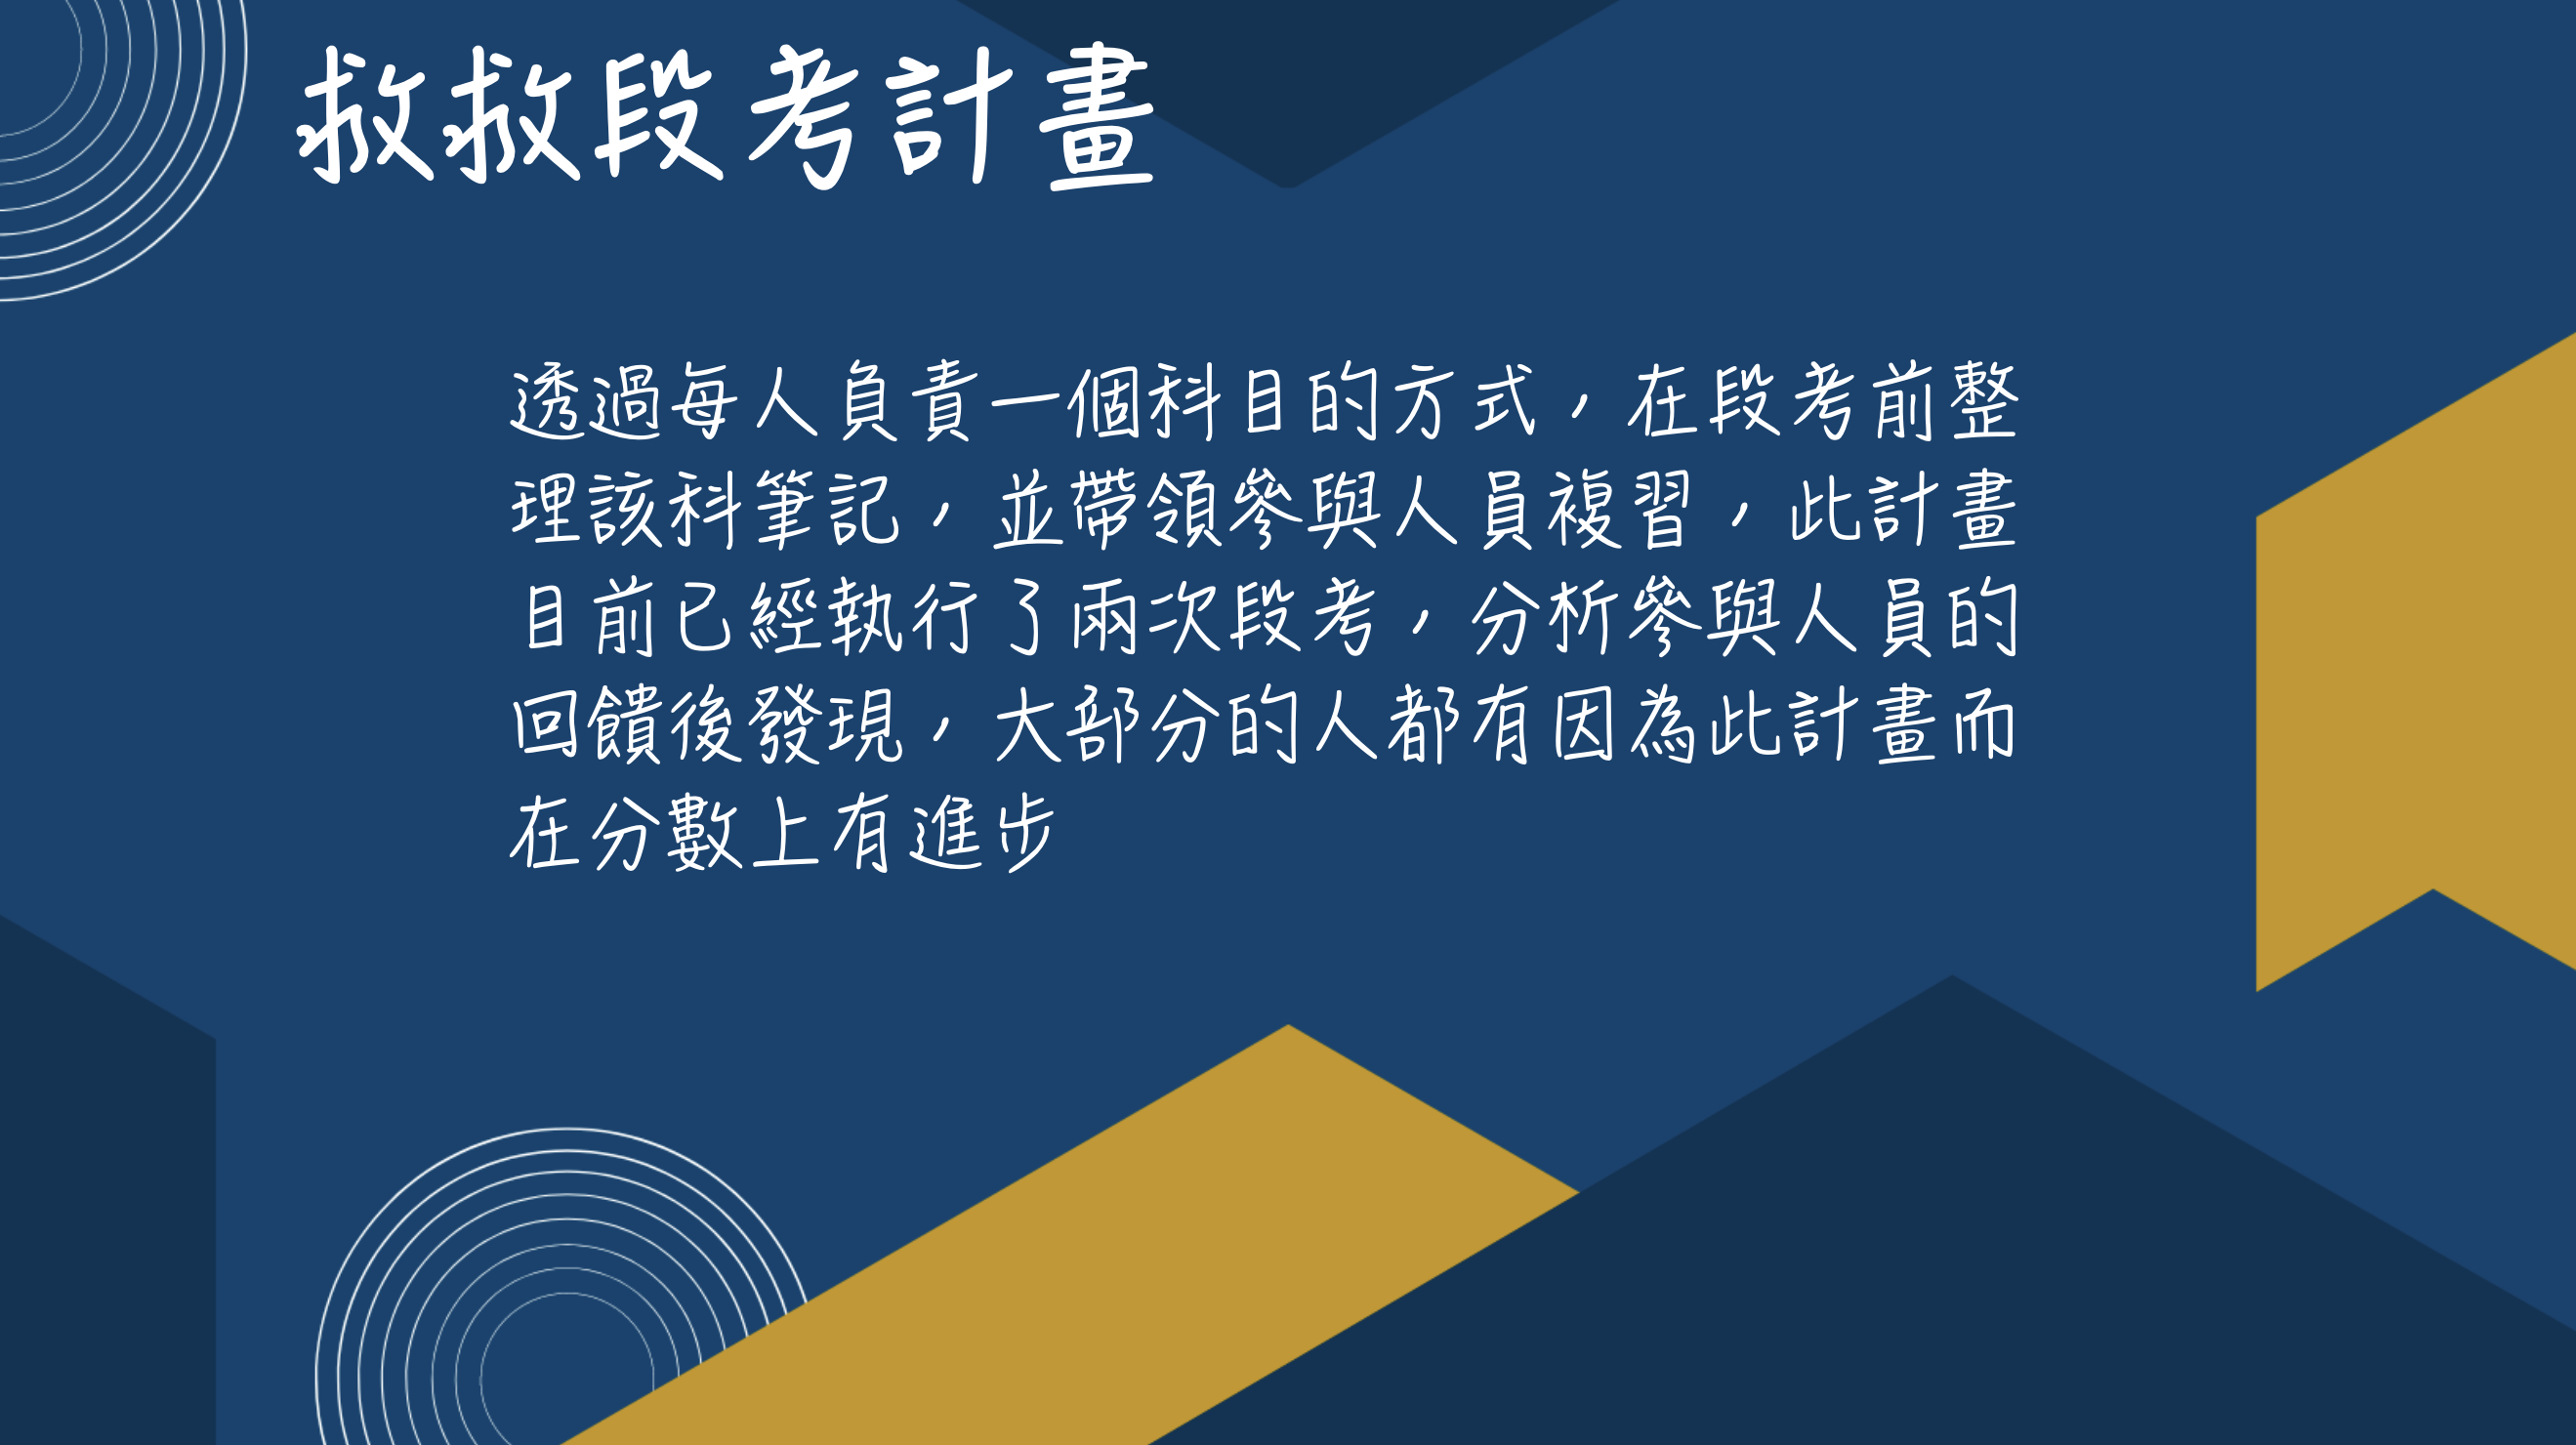 救救段考計畫
透過每人負責一個科目的方式，在段考前整
理該科筆記，並帶領參與人員複習，此計畫
目前已經執行了兩次段考，分析參與人員的
回饋後發現，大部分的人都有因為此計畫而
在分數上有進步